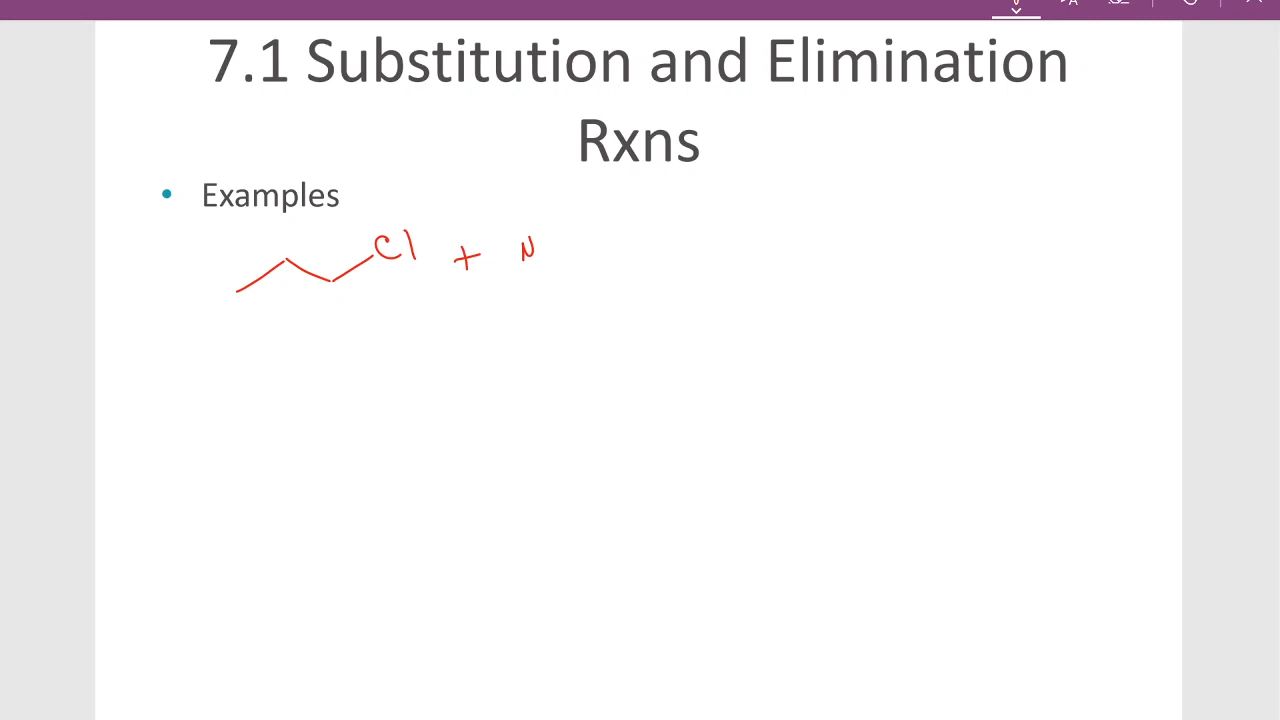 7.1 Substitution and Elimination
Rxns
• Examples
Cl + N